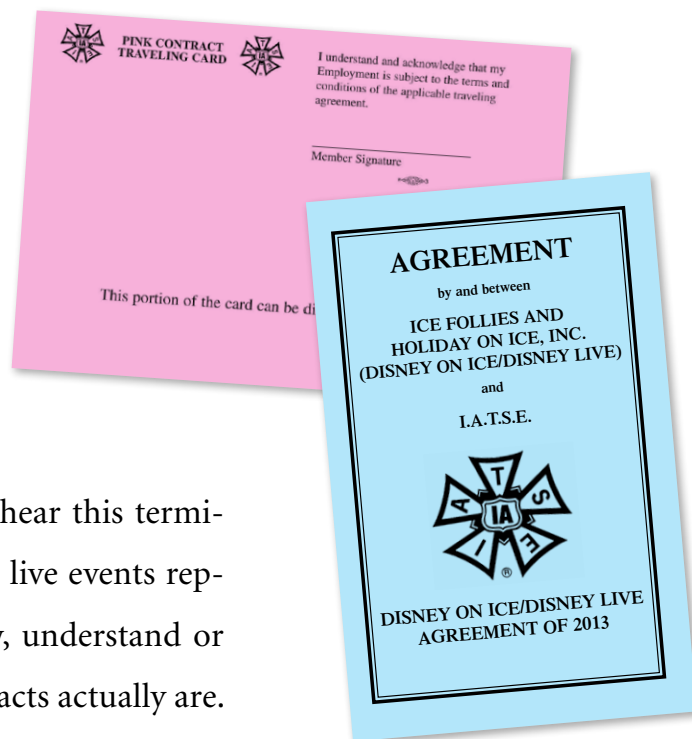 PINK CONTRACT
TRAVELING CARD
I understand and acknowledge that my
Employment is subject to the terms and
conditions of the applicable traveling
agreement.
Member Signature
This portion of the card can be di
AGREEMENT
by and between
ICE FOLLIES AND
HOLIDAY ON ICE, INC.
(DISNEY ON ICE/DISNEY LIVE)
and
I.A.T.S.E.
I A T S E
IA
®
DISNEY ON ICE/DISNEY LIVE
AGREEMENT OF 2013
hear this termi-
live events rep-
, understand or
acts actually are.